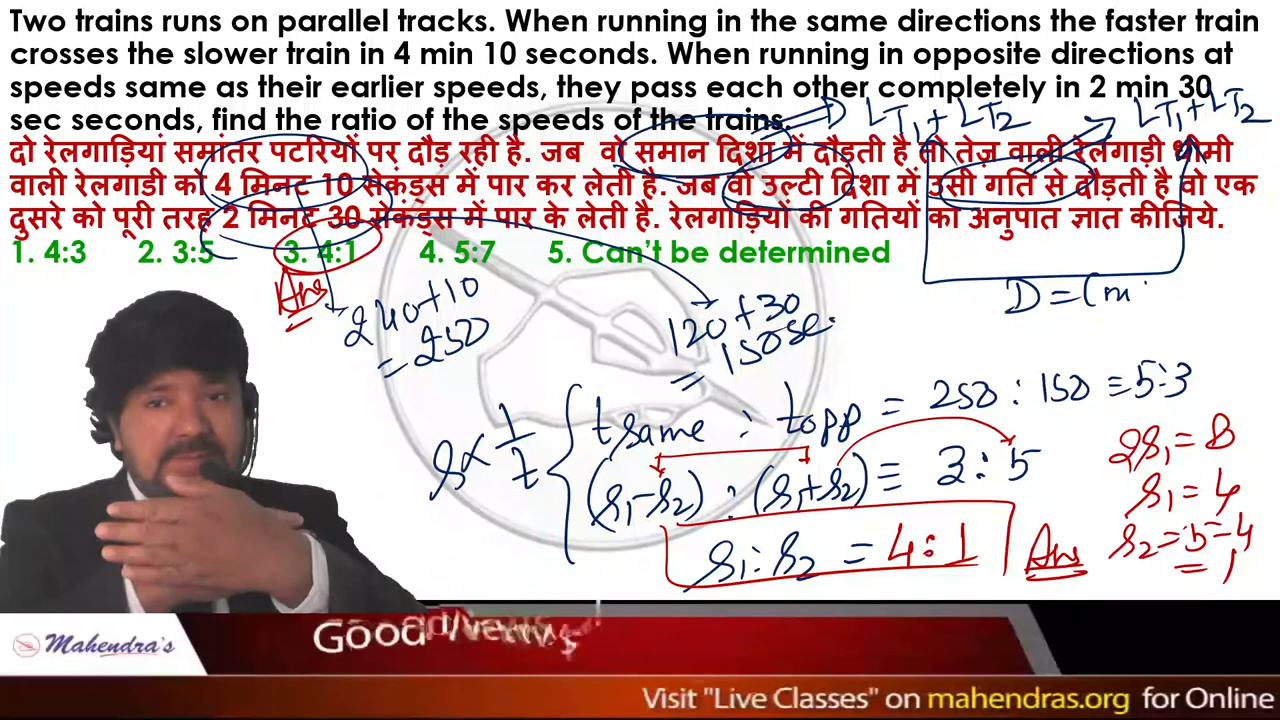 Two trains runs on parallel tracks. When running in the same directions the faster train
crosses the slower train in 4 min 10 seconds. When running in opposite directions at
speeds same as their earlier speeds, they pass each other completely in 2 min 30
sec seconds, find the ratio of the speeds of the trains.
D LT1 + LT2 LT1 + LT2
दो रेलगाड़ियां समांतर पटरियों पर दौड़ रही है. जब वो समान दिशा में दौड़ती है तो तेज़ वाली रेलगाड़ी धीमी
वाली रेलगाडी को 4 मिनट 10 सेकंड्स में पार कर लेती है. जब वो उल्टी दिशा में उसी गति से दौड़ती है वो एक
दुसरे को पूरी तरह 2 मिनट 30 सेकंड्स में पार के लेती है. रेलगाड़ियों की गतियों का अनुपात ज्ञात कीजिये.
1. 4:3 2. 3:5 3. 4:1 4. 5:7 5. Can't be determined
Ans
D = (m
240+10
= 250
120+30
= 150 sec.
s ∝ 1/t
t same : t opp = 250 : 150 = 5:3
(s1-s2) : (s1+s2) = 3:5
s1 : s2 = 4:1 Ans
2s1 = 8
s1 = 4
s2 = 5-4
= 1
Mahendra's
Good
Visit "Live Classes" on mahendras.org for Online